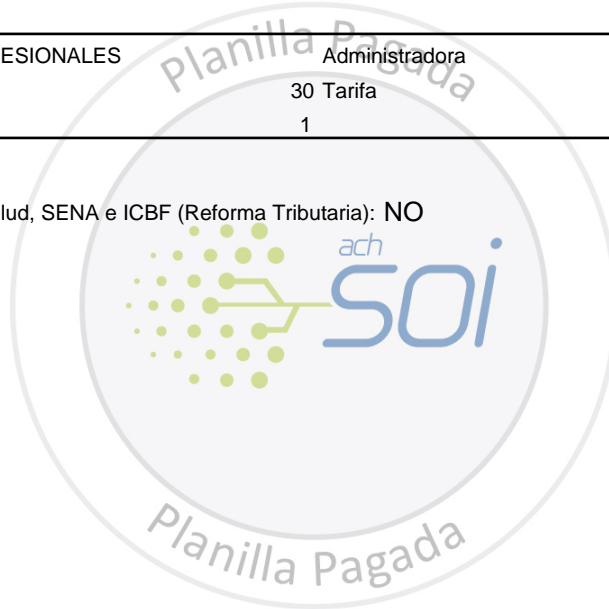 Planilla Pagada
ESIONALES Administradora
30 Tarifa
1
lud, SENA e ICBF (Reforma Tributaria): NO
ach
SOI
Planilla Pagada